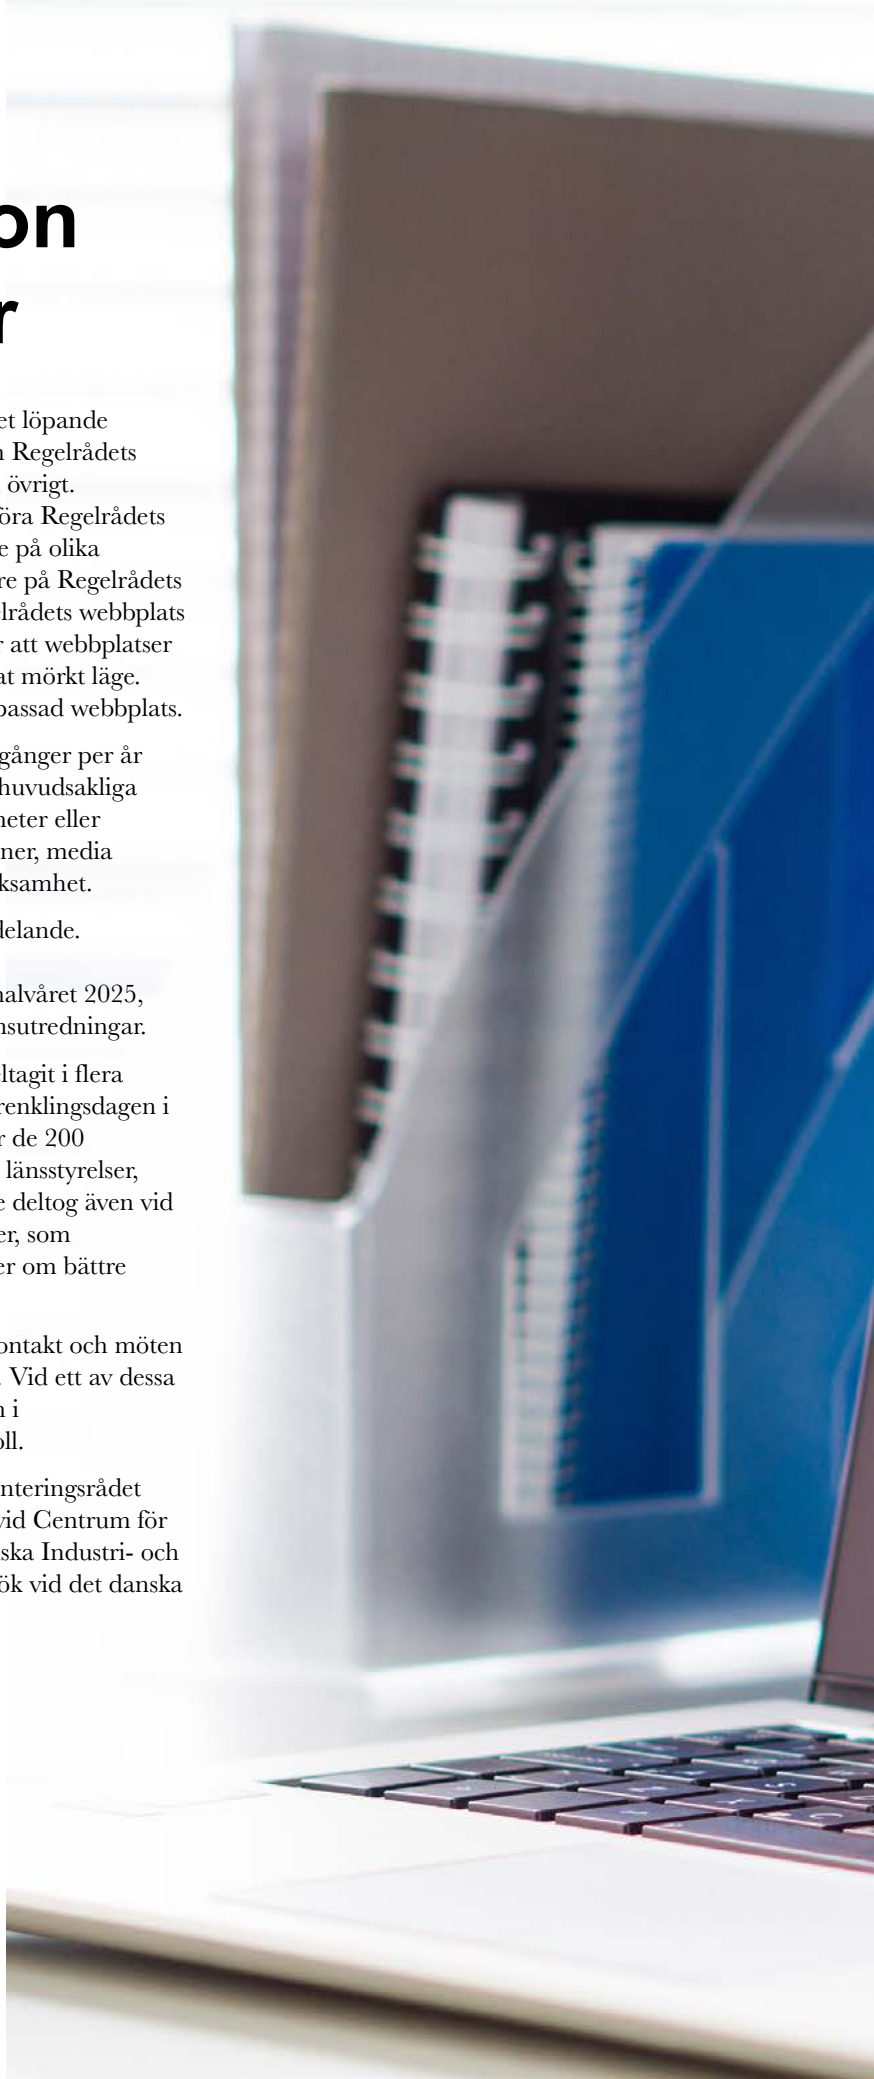 on
r
et löpande
n Regelrådets
övrigt.
öra Regelrådets
e på olika
re på Regelrådets
elrådets webbplats
r att webbplatser
at mörkt läge.
passad webbplats.
gånger per år
huvudsakliga
heter eller
ner, media
ksamhet.
delande.
halvåret 2025,
nsutredningar.
ltagit i flera
renklingsdagen i
r de 200
länsstyrelser,
e deltog även vid
er, som
er om bättre
ontakt och möten
. Vid ett av dessa
n i
oll.
nteringsrådet
vid Centrum för
ska Industri- och
ök vid det danska